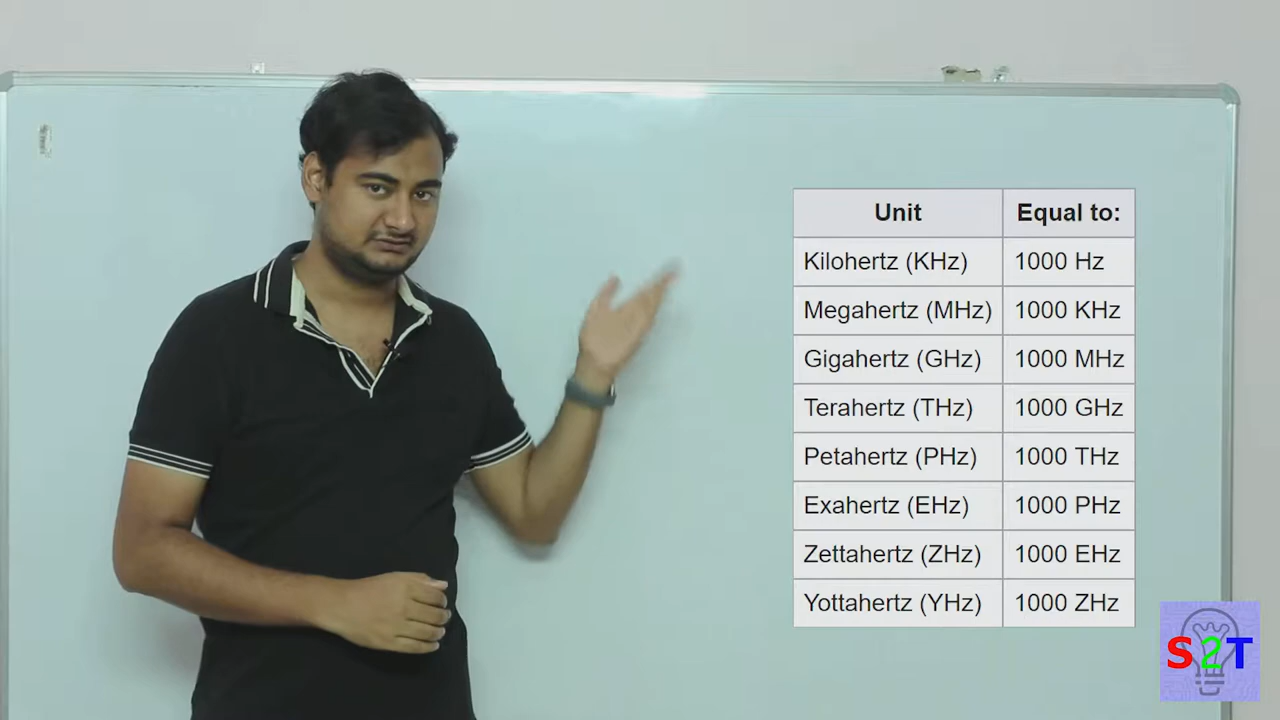 Unit Equal to:
Kilohertz (KHz) 1000 Hz
Megahertz (MHz) 1000 KHz
Gigahertz (GHz) 1000 MHz
Terahertz (THz) 1000 GHz
Petahertz (PHz) 1000 THz
Exahertz (EHz) 1000 PHz
Zettahertz (ZHz) 1000 EHz
Yottahertz (YHz) 1000 ZHz
S2T